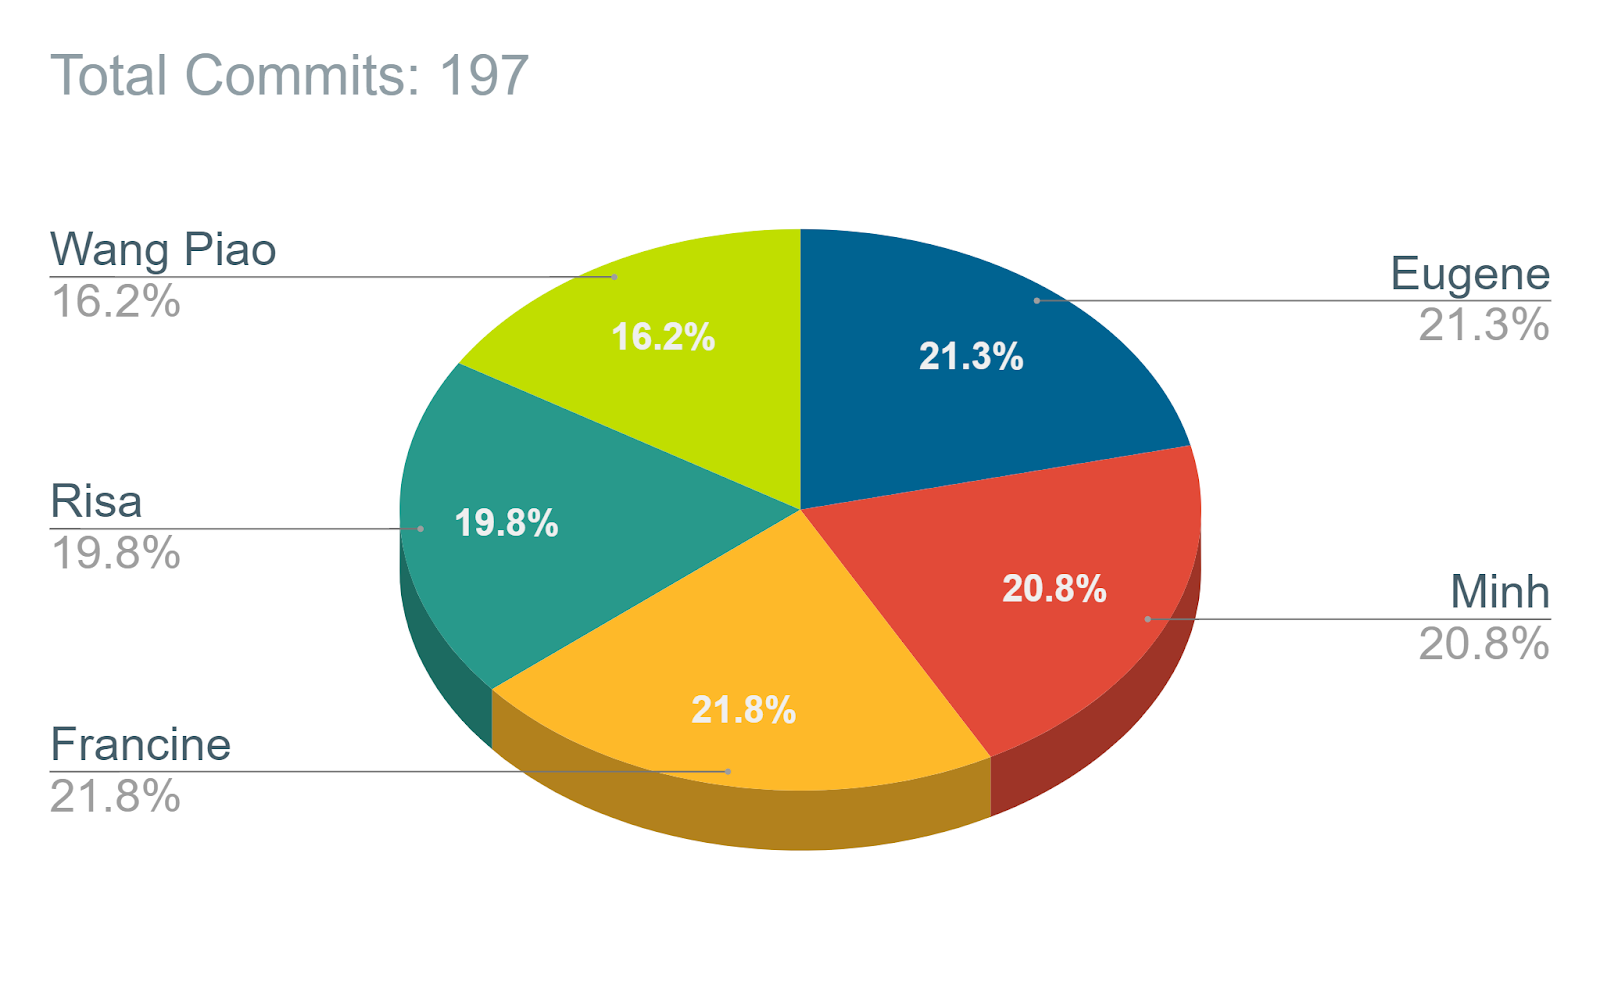 Total Commits: 197
Wang Piao
16.2%
Eugene
21.3%
16.2%
21.3%
Risa
19.8%
19.8%
20.8%
Minh
20.8%
21.8%
Francine
21.8%